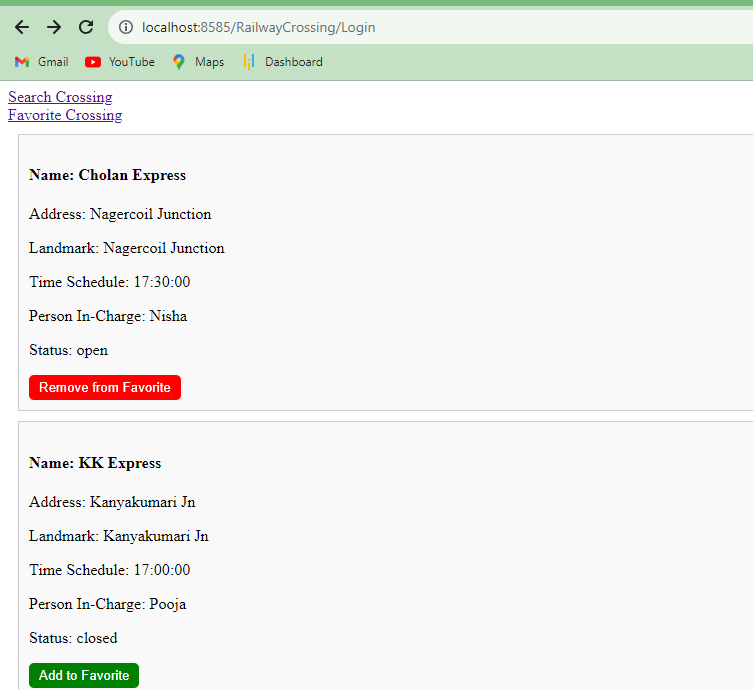 localhost:8585/RailwayCrossing/Login
Gmail YouTube Maps Dashboard
Search Crossing
Favorite Crossing
Name: Cholan Express
Address: Nagercoil Junction
Landmark: Nagercoil Junction
Time Schedule: 17:30:00
Person In-Charge: Nisha
Status: open
Remove from Favorite
Name: KK Express
Address: Kanyakumari Jn
Landmark: Kanyakumari Jn
Time Schedule: 17:00:00
Person In-Charge: Pooja
Status: closed
Add to Favorite